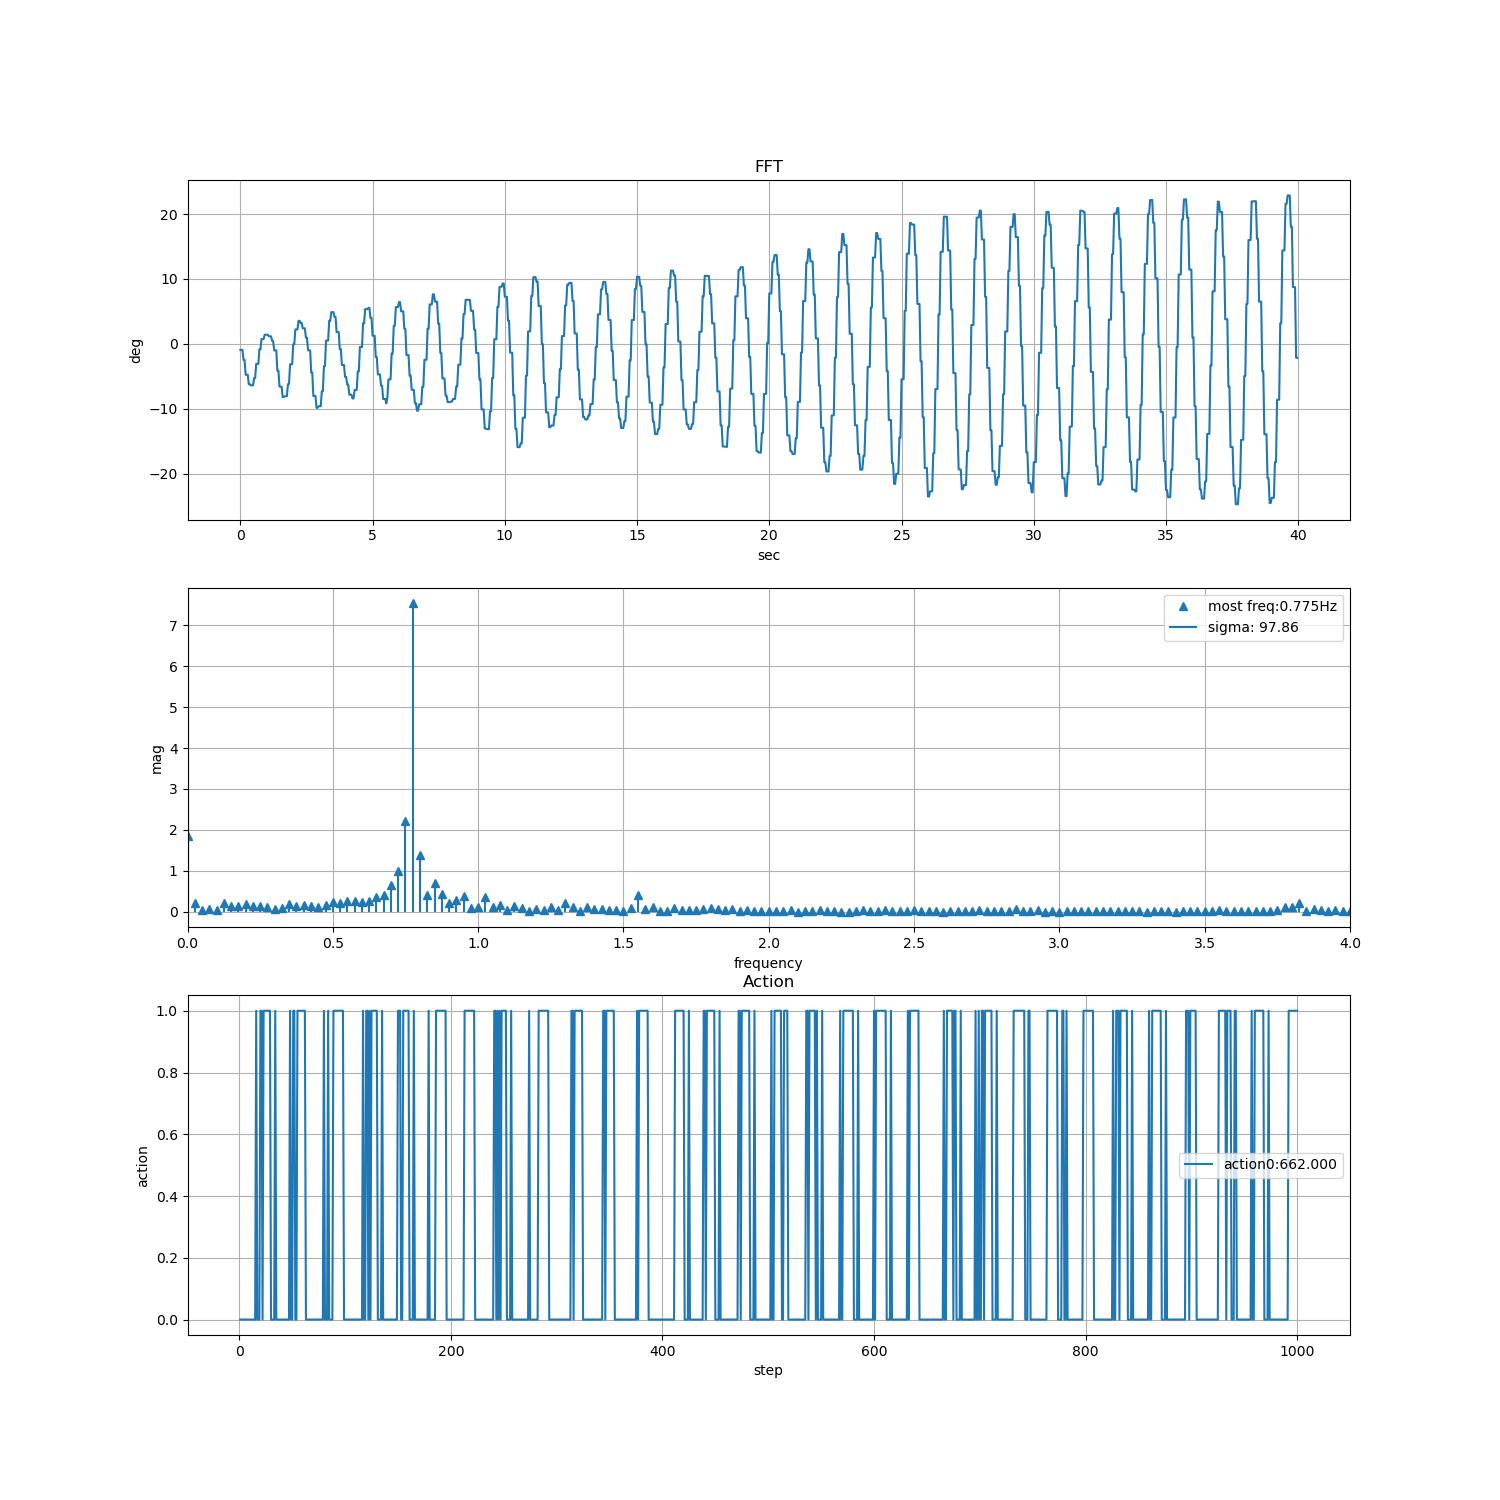 FFT
20
10
0
−10
−20
deg
0 5 10 15 20 25 30 35 40
sec
most freq:0.775Hz
sigma: 97.86
7
6
5
4
3
2
1
0
mag
0.0 0.5 1.0 1.5 2.0 2.5 3.0 3.5 4.0
frequency
Action
1.0
0.8
0.6
0.4
0.2
0.0
action
action0:662.000
0 200 400 600 800 1000
step